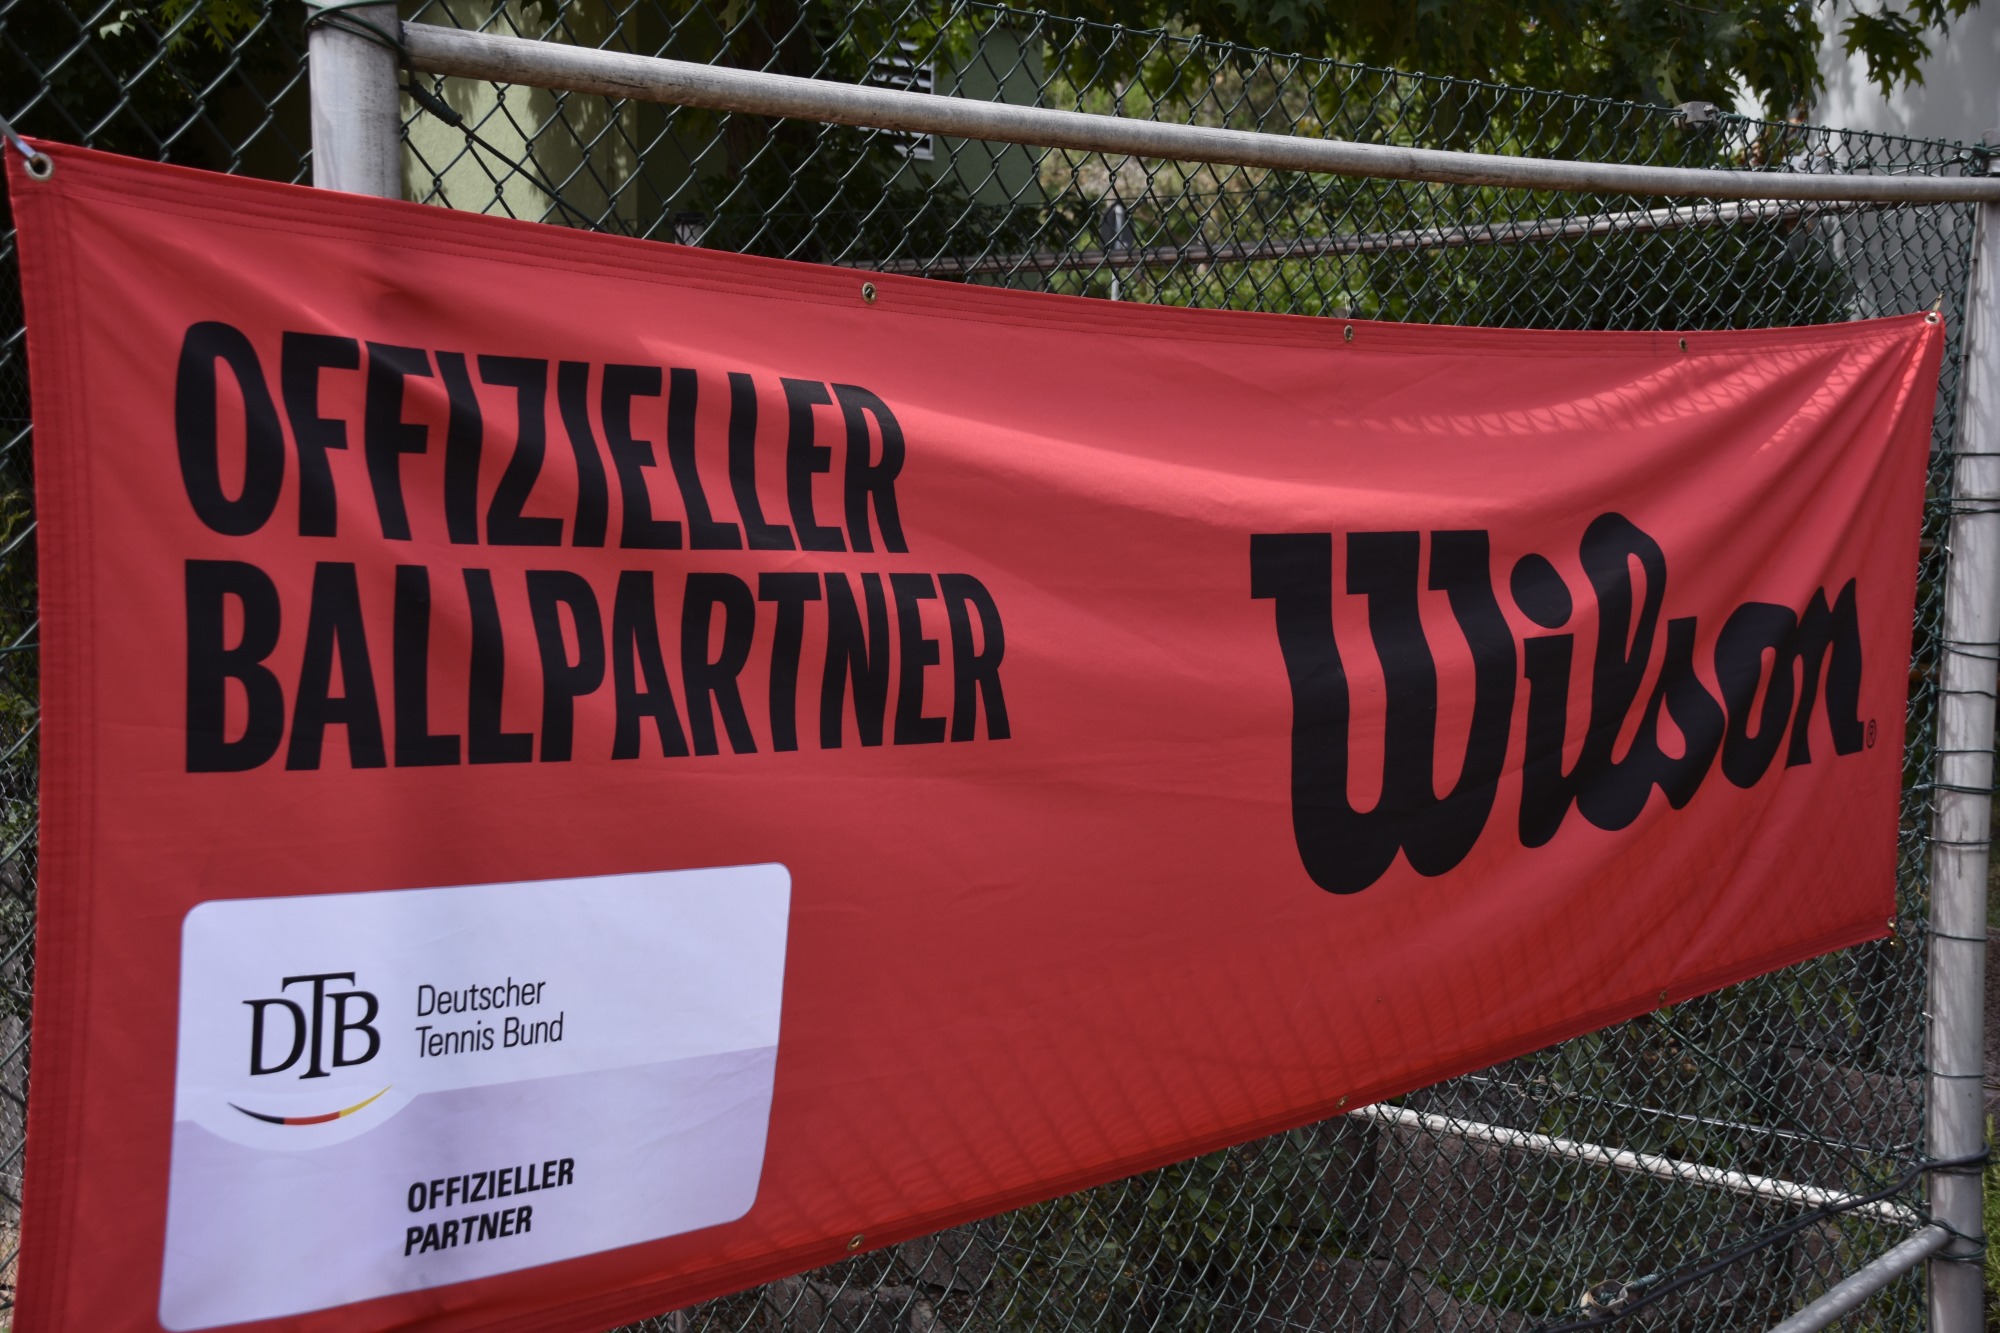 OFFIZIELLER
BALLPARTNER
Wilson®
DTB
Deutscher
Tennis Bund
OFFIZIELLER
PARTNER